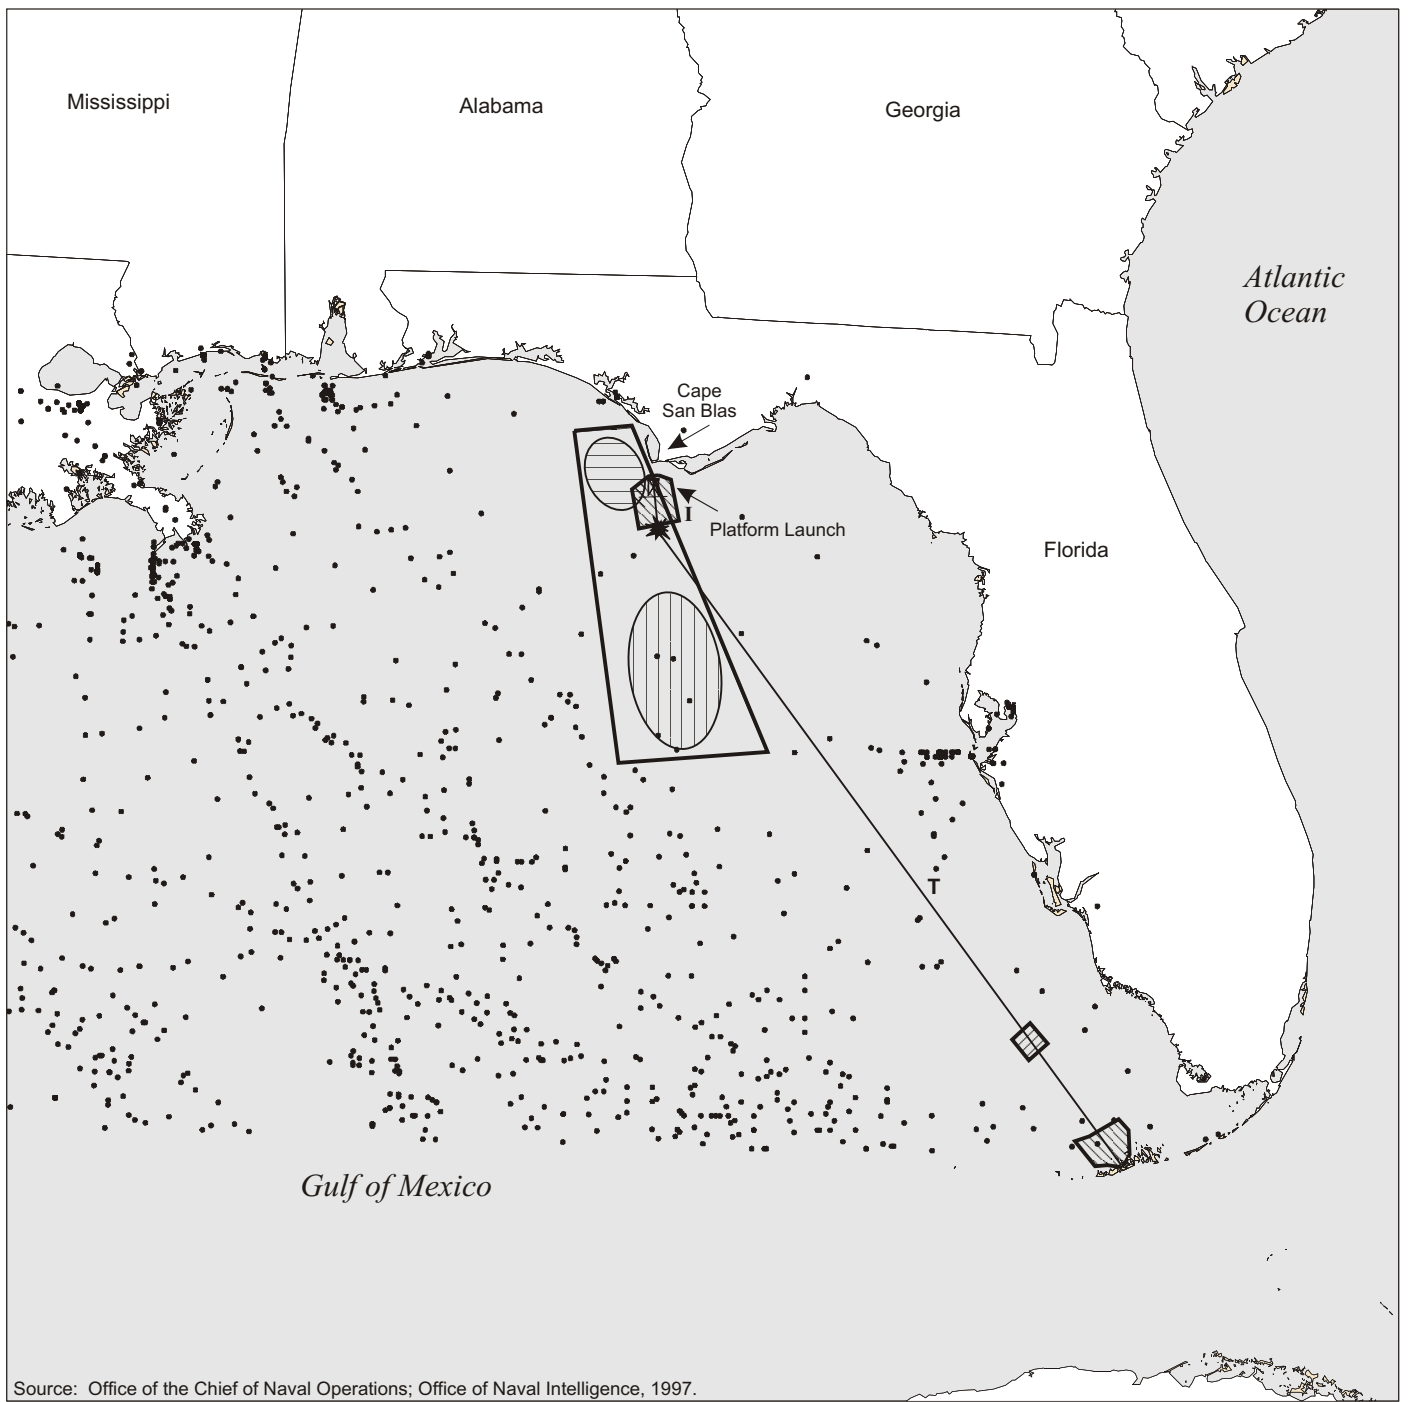 Mississippi
Alabama
Georgia
Atlantic
Ocean
Cape
San Blas
I
Platform Launch
Florida
T
Gulf of Mexico
Source:  Office of the Chief of Naval Operations; Office of Naval Intelligence, 1997.